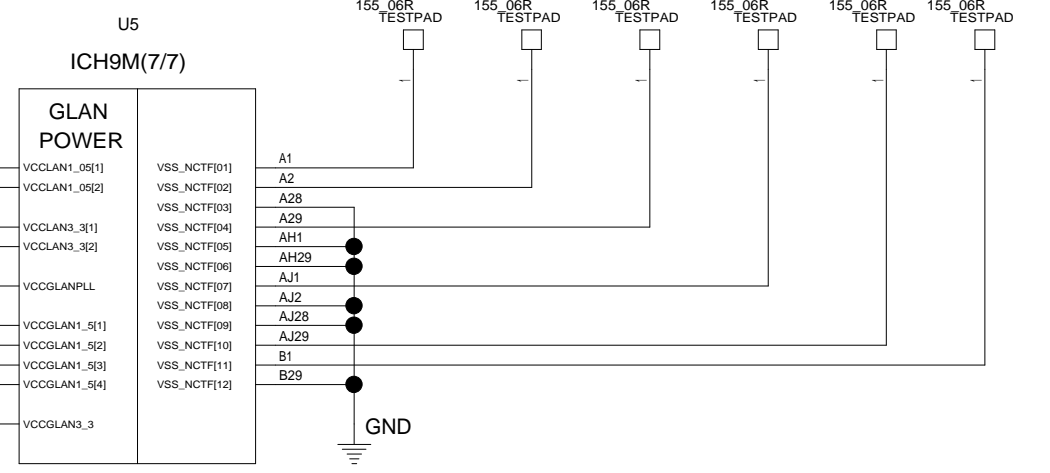 155_06R 155_06R 155_06R 155_06R 155_06R 155_06R
TESTPAD TESTPAD TESTPAD TESTPAD TESTPAD TESTPAD
U5
ICH9M(7/7)
GLAN
POWER
A1
VCCLAN1_05[1] VSS_NCTF[01]
A2
VCCLAN1_05[2] VSS_NCTF[02]
A28
VSS_NCTF[03]
A29
VCCLAN3_3[1] VSS_NCTF[04]
AH1
VCCLAN3_3[2] VSS_NCTF[05]
AH29
VSS_NCTF[06]
AJ1
VCCGLANPLL VSS_NCTF[07]
AJ2
VSS_NCTF[08]
AJ28
VCCGLAN1_5[1] VSS_NCTF[09]
AJ29
VCCGLAN1_5[2] VSS_NCTF[10]
B1
VCCGLAN1_5[3] VSS_NCTF[11]
B29
VCCGLAN1_5[4] VSS_NCTF[12]
VCCGLAN3_3
GND